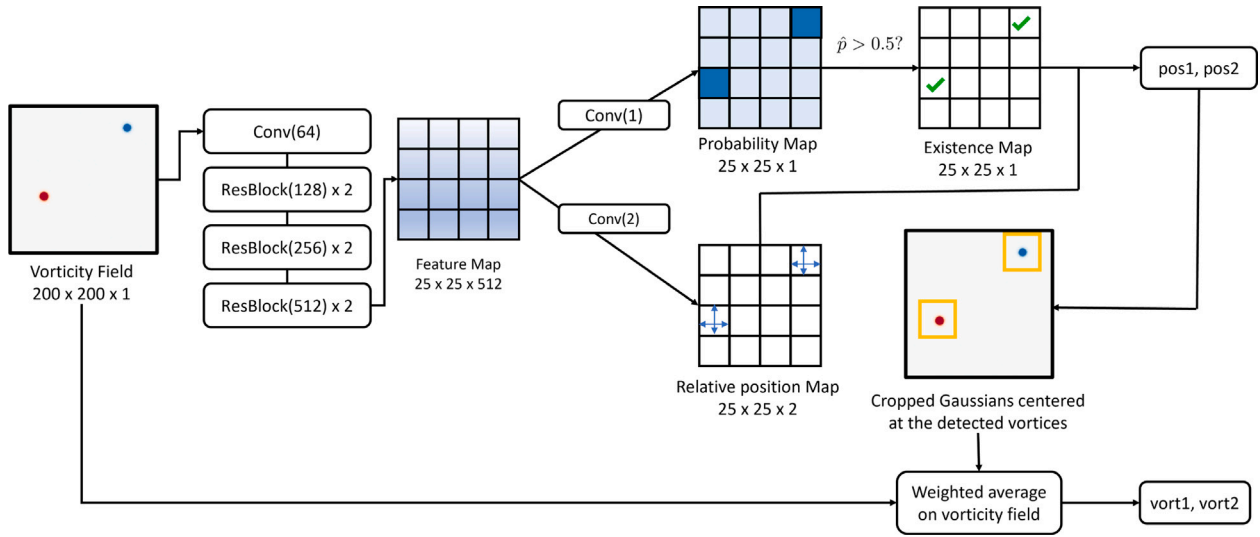 Vorticity Field
200 x 200 x 1
Conv(64)
ResBlock(128) x 2
ResBlock(256) x 2
ResBlock(512) x 2
Feature Map
25 x 25 x 512
Conv(1)
Conv(2)
Probability Map
25 x 25 x 1
p̂ > 0.5?
Existence Map
25 x 25 x 1
pos1, pos2
Relative position Map
25 x 25 x 2
Cropped Gaussians centered
at the detected vortices
Weighted average
on vorticity field
vort1, vort2